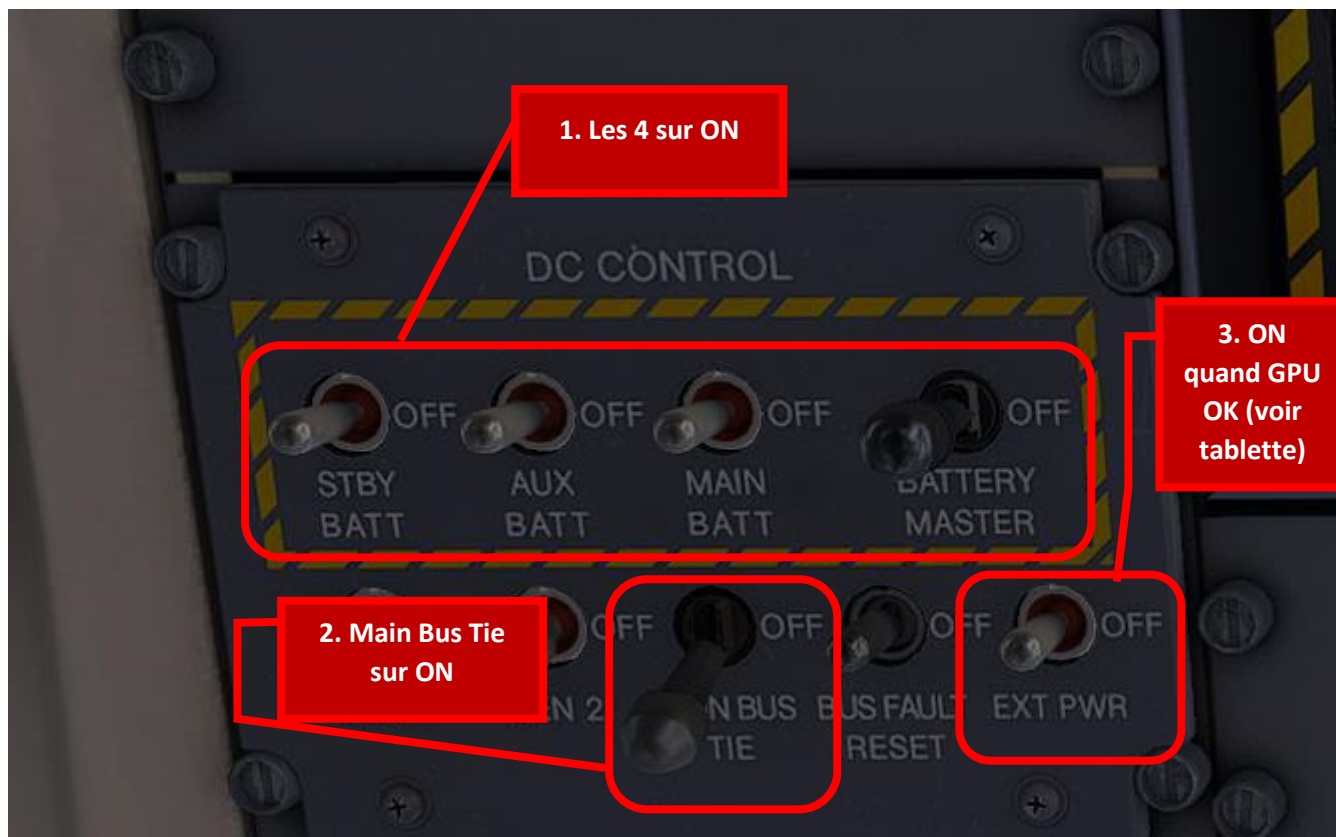 1. Les 4 sur ON
DC CONTROL
3. ON
quand GPU
OK (voir
tablette)
OFF OFF OFF OFF
STBY AUX MAIN BATTERY
BATT BATT BATT MASTER
2. Main Bus Tie
sur ON
OFF OFF OFF OFF
2 N BUS BUS FAULT EXT PWR
TIE RESET